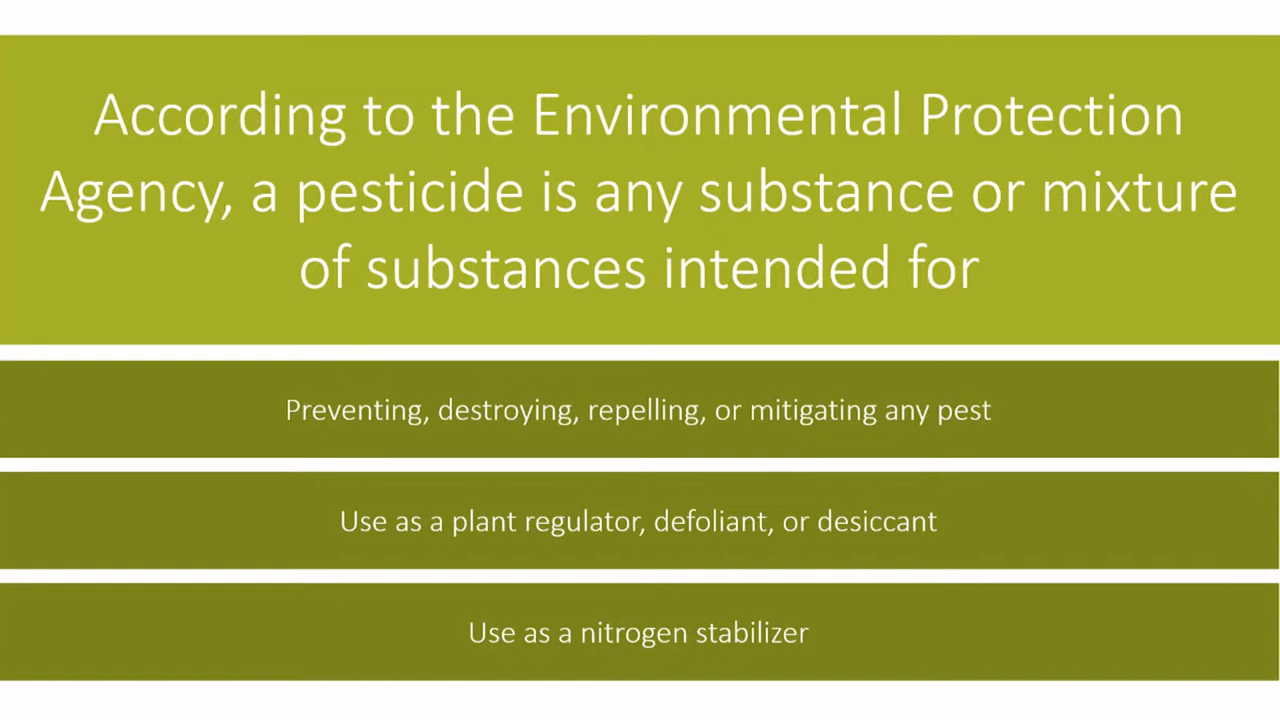 According to the Environmental Protection
Agency, a pesticide is any substance or mixture
of substances intended for
Preventing, destroying, repelling, or mitigating any pest
Use as a plant regulator, defoliant, or desiccant
Use as a nitrogen stabilizer